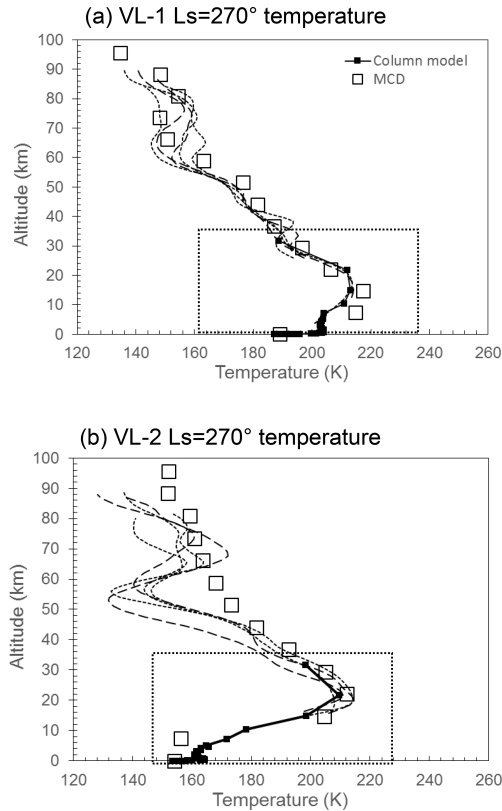 (a) VL-1 Ls=270° temperature
100
90
80
70
60
50
40
30
20
10
0
Altitude (km)
Column model
MCD
120 140 160 180 200 220 240 260
Temperature (K)
(b) VL-2 Ls=270° temperature
100
90
80
70
60
50
40
30
20
10
0
Altitude (km)
120 140 160 180 200 220 240 260
Temperature (K)